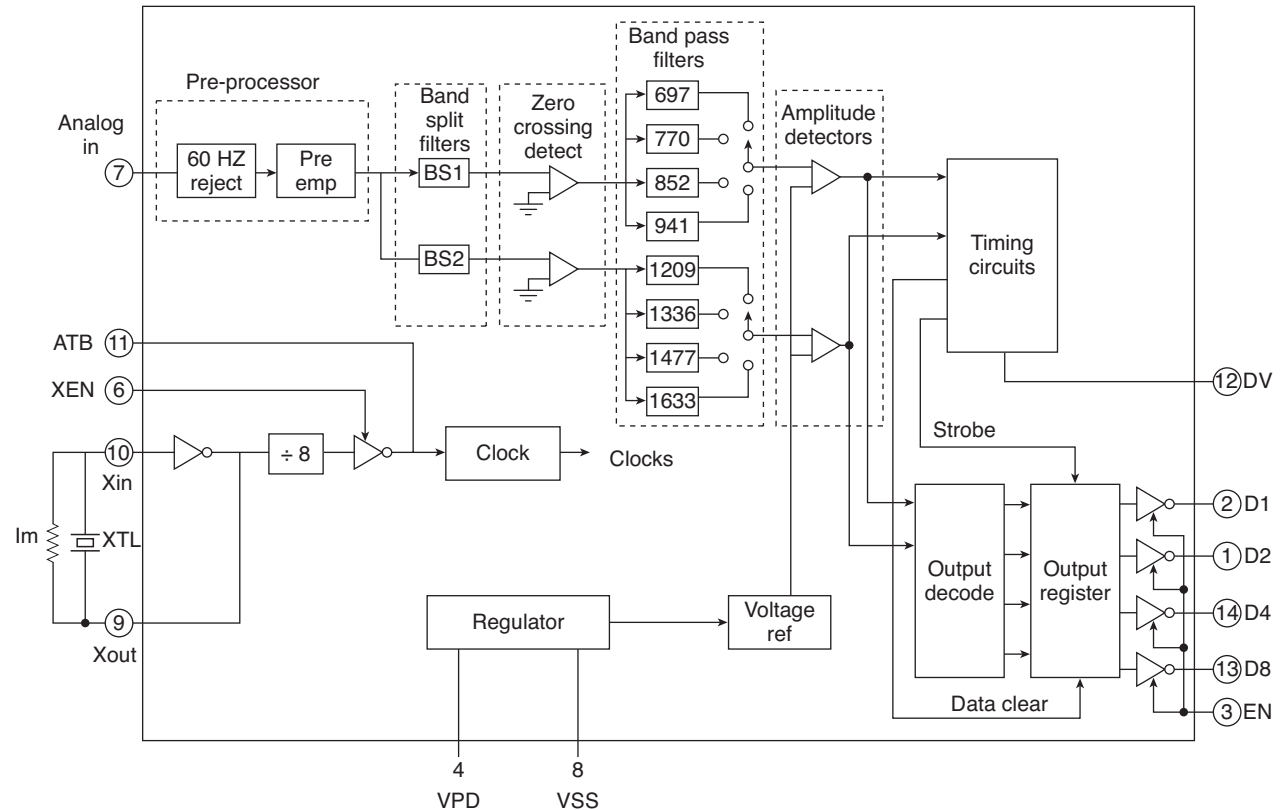 Pre-processor
Analog
in
7
60 HZ
reject
Pre
emp
Band
split
filters
BS1
BS2
Zero
crossing
detect
Band pass
filters
697
770
852
941
1209
1336
1477
1633
Amplitude
detectors
Timing
circuits
ATB
11
XEN
6
10
Xin
÷ 8
Clock
Clocks
Im
XTL
9
Xout
Regulator
Voltage
ref
4
VPD
8
VSS
Strobe
Output
decode
Output
register
Data clear
12 DV
2 D1
1 D2
14 D4
13 D8
3 EN